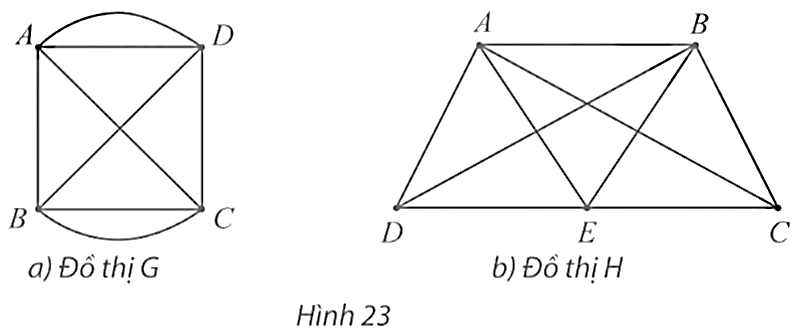 A D
B C
a) Đồ thị G
A B
D E C
b) Đồ thị H
Hình 23